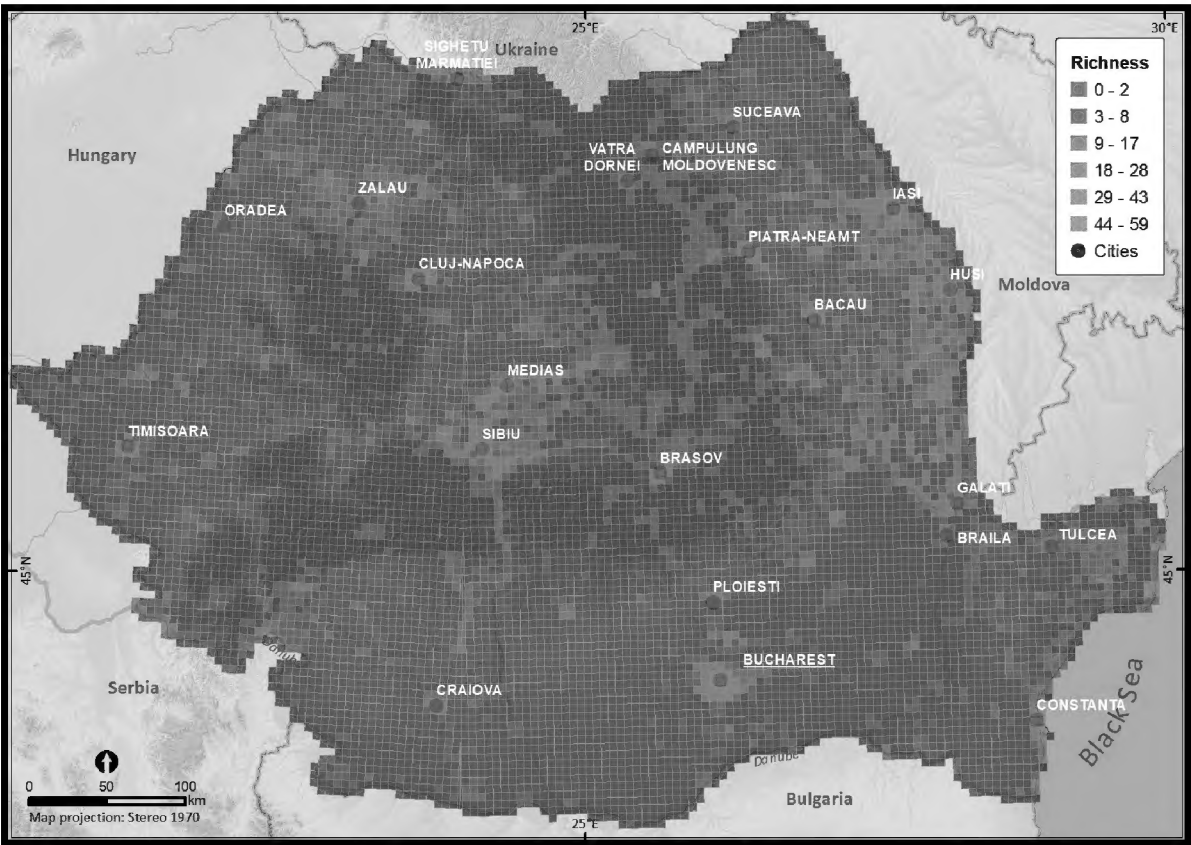 25°E
30°E
SIGHETU
MARMATIEI
Ukraine
Richness
0 - 2
3 - 8
9 - 17
18 - 28
29 - 43
44 - 59
Cities
SUCEAVA
Hungary
VATRA
DORNEI
CAMPULUNG
MOLDOVENESC
ZALAU
IASI
ORADEA
PIATRA-NEAMT
CLUJ-NAPOCA
HUSI
Moldova
BACAU
MEDIAS
TIMISOARA
SIBIU
BRASOV
GALATI
BRAILA
TULCEA
45°N
45°N
PLOIESTI
Danub
BUCHAREST
Serbia
CRAIOVA
CONSTANTA
Black Sea
Danube
0 50 100
km
Map projection: Stereo 1970
Bulgaria
25°E